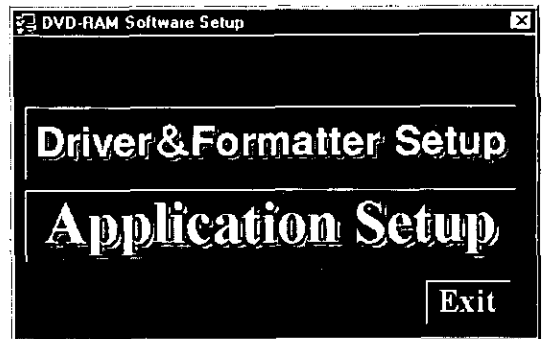 DVD-RAM Software Setup
Driver&Formatter Setup
Application Setup
Exit